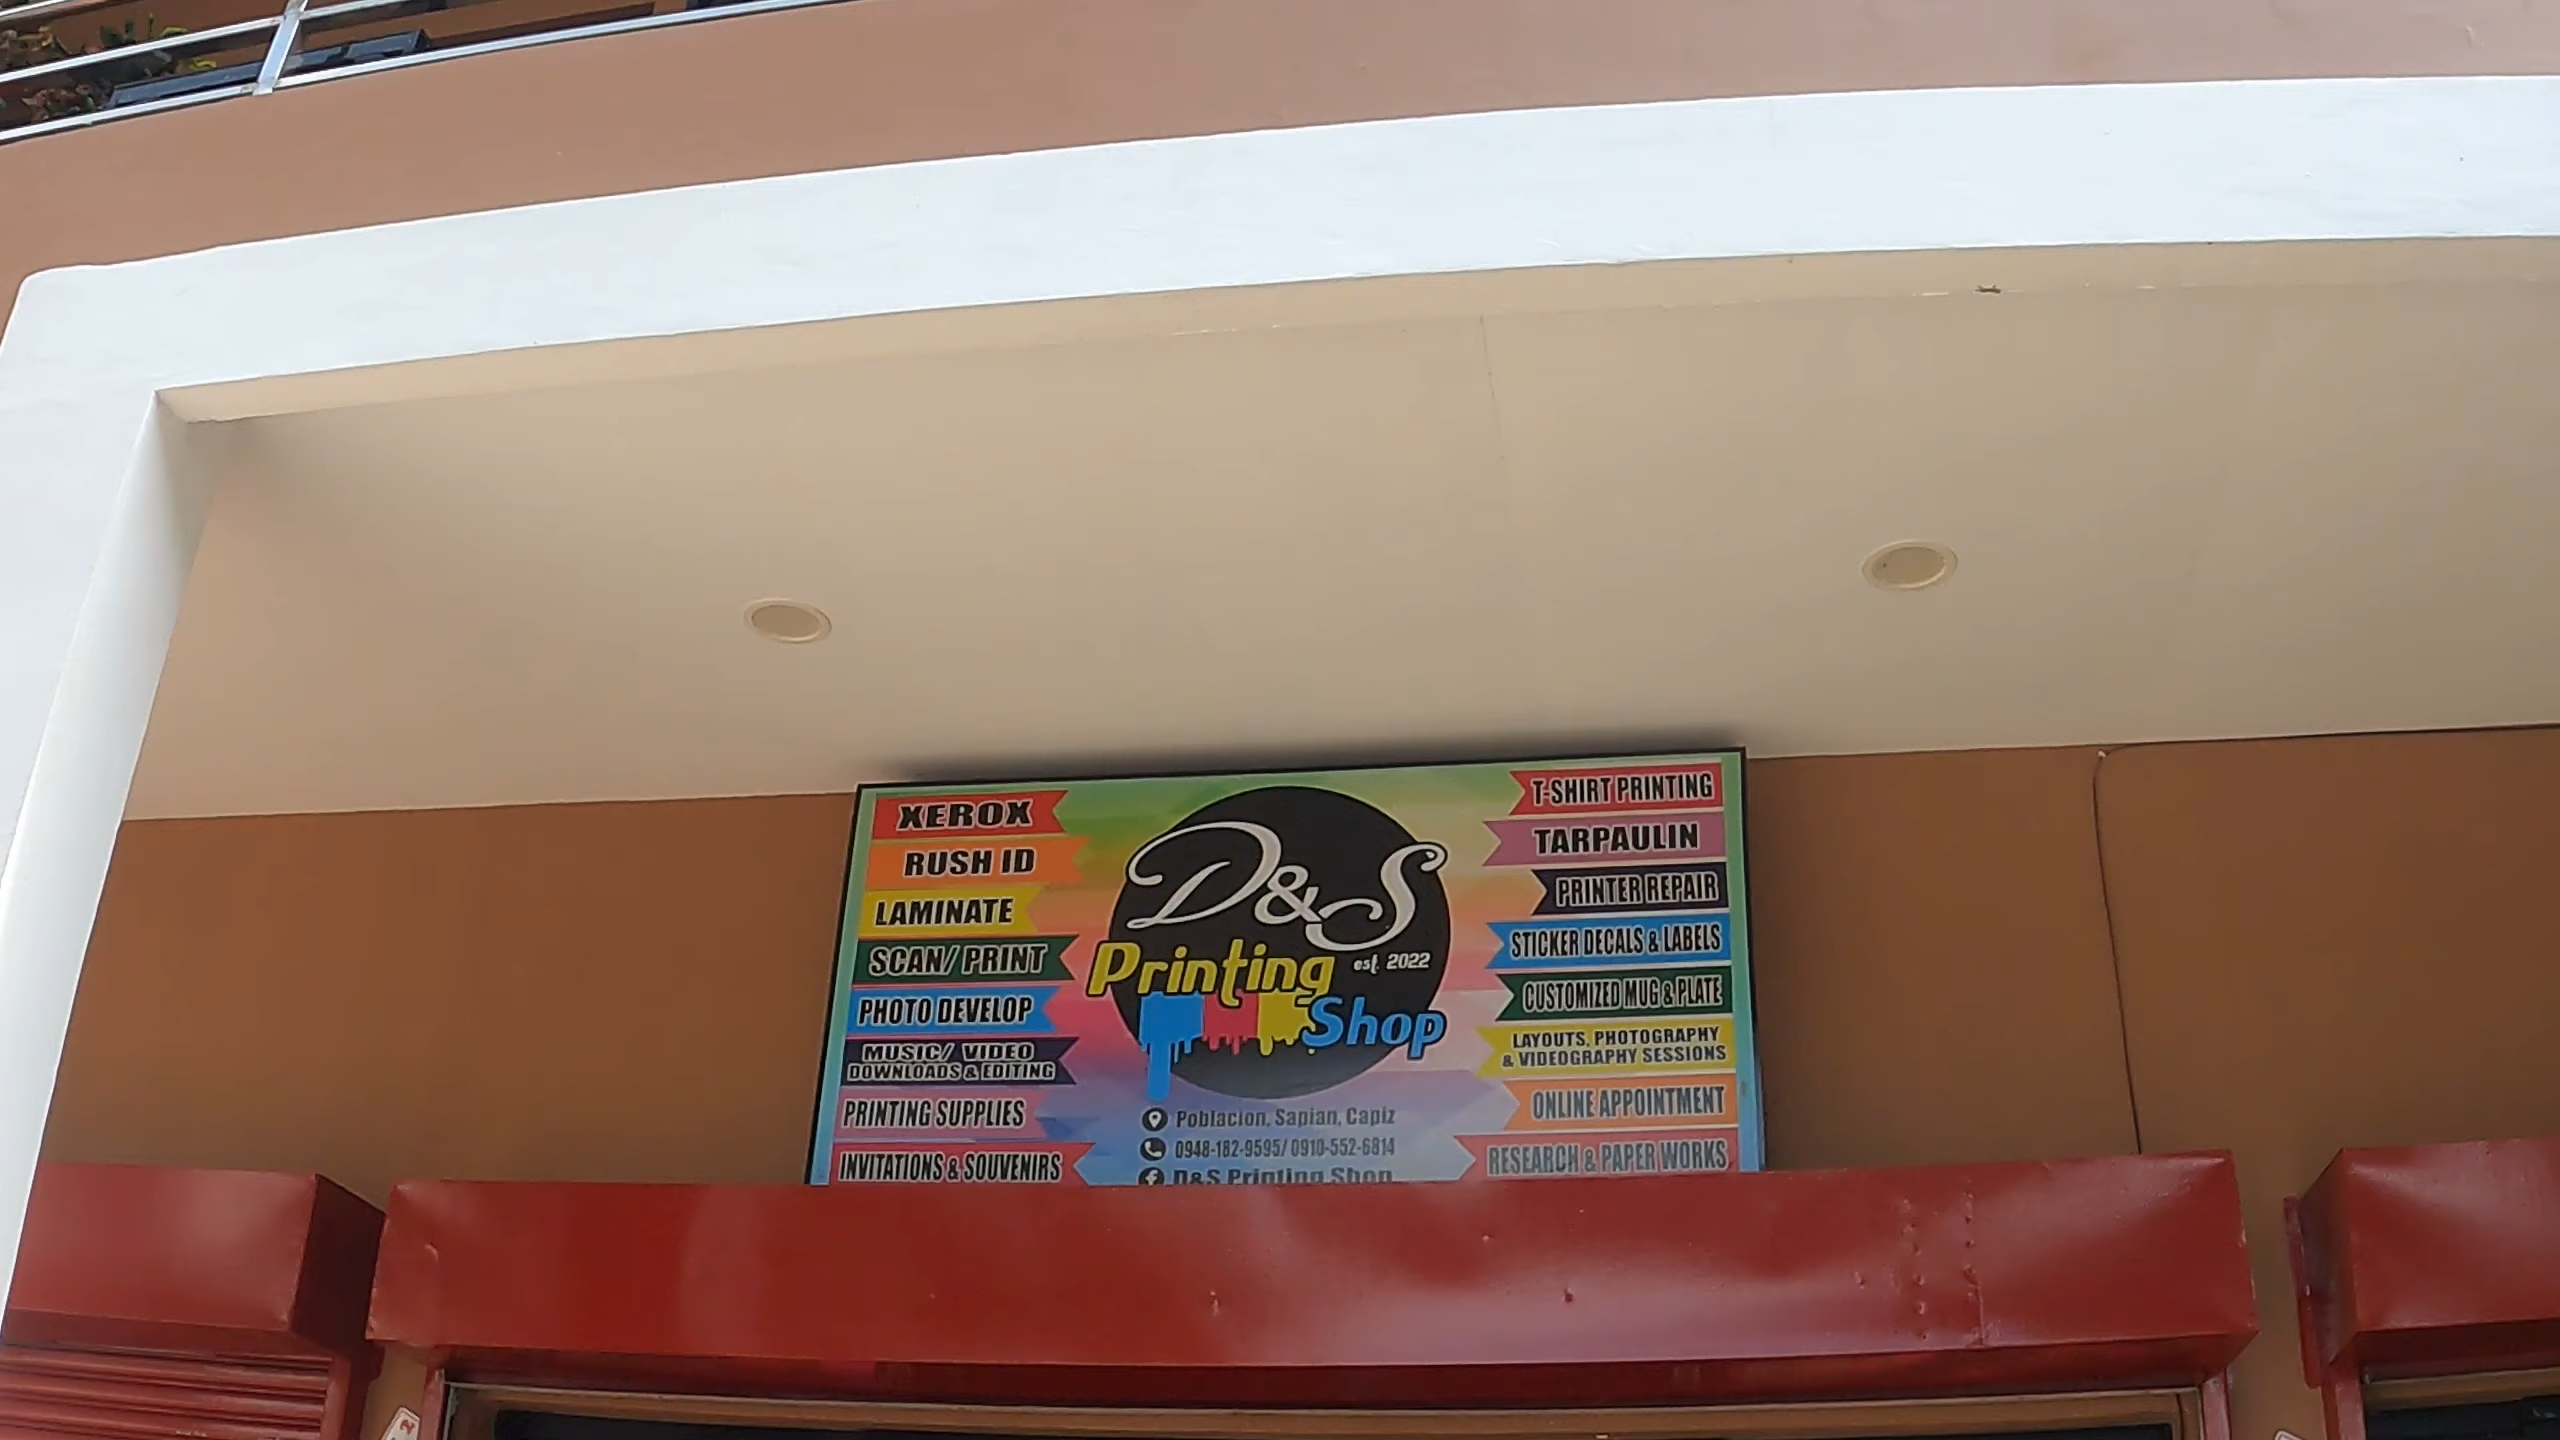 XEROX
RUSH ID
LAMINATE
SCAN/ PRINT
PHOTO DEVELOP
MUSIC/ VIDEO
DOWNLOADS & EDITING
PRINTING SUPPLIES
INVITATIONS & SOUVENIRS
D&S
Printing
est. 2022
Shop
Poblacion, Sapian, Capiz
0948-182-9595/ 0910-552-6814
D&S Printing Shop
T-SHIRT PRINTING
TARPAULIN
PRINTER REPAIR
STICKER DECALS & LABELS
CUSTOMIZED MUG & PLATE
LAYOUTS, PHOTOGRAPHY
& VIDEOGRAPHY SESSIONS
ONLINE APPOINTMENT
RESEARCH & PAPER WORKS
2